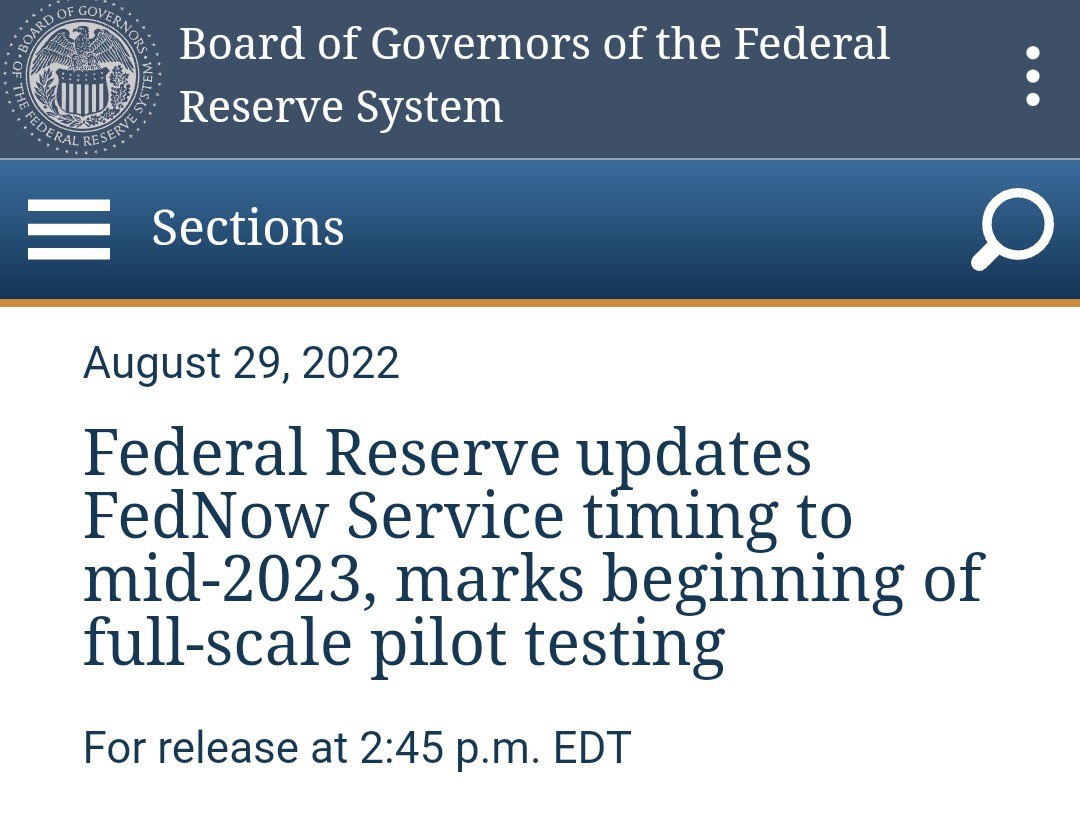 BOARD OF GOVERNORS
OF THE FEDERAL RESERVE SYSTEM
Board of Governors of the Federal
Reserve System
Sections
August 29, 2022
Federal Reserve updates
FedNow Service timing to
mid-2023, marks beginning of
full-scale pilot testing
For release at 2:45 p.m. EDT